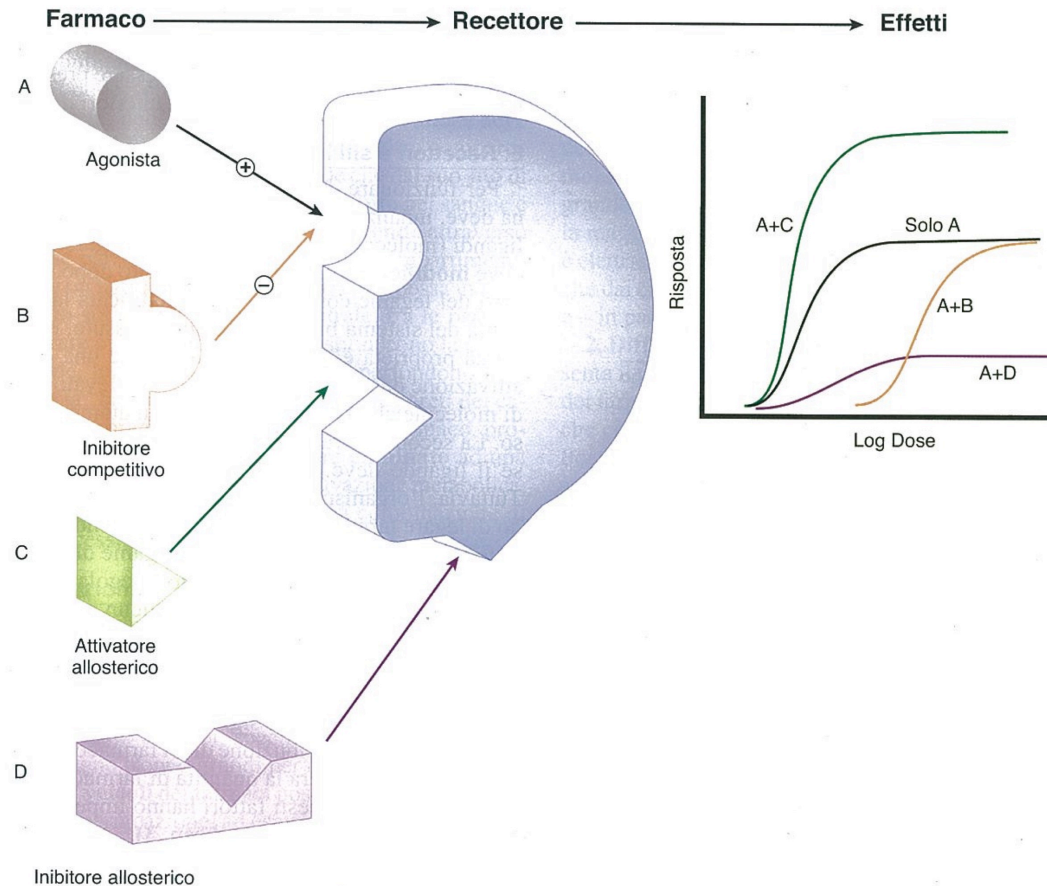 Farmaco Recettore Effetti
A
Agonista
+
B
−
Inibitore
competitivo
C
Attivatore
allosterico
D
Inibitore allosterico
Risposta
A+C
Solo A
A+B
A+D
Log Dose